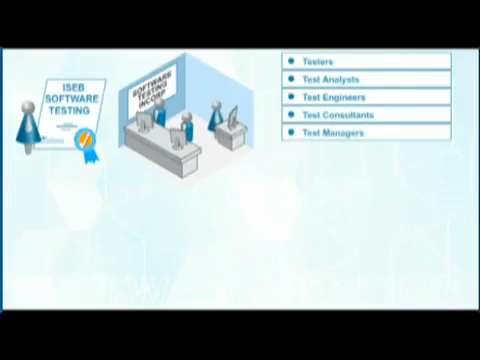 ISEB
SOFTWARE
TESTING
SOFTWARE
TESTING
INCORP
Testers
Test Analysts
Test Engineers
Test Consultants
Test Managers